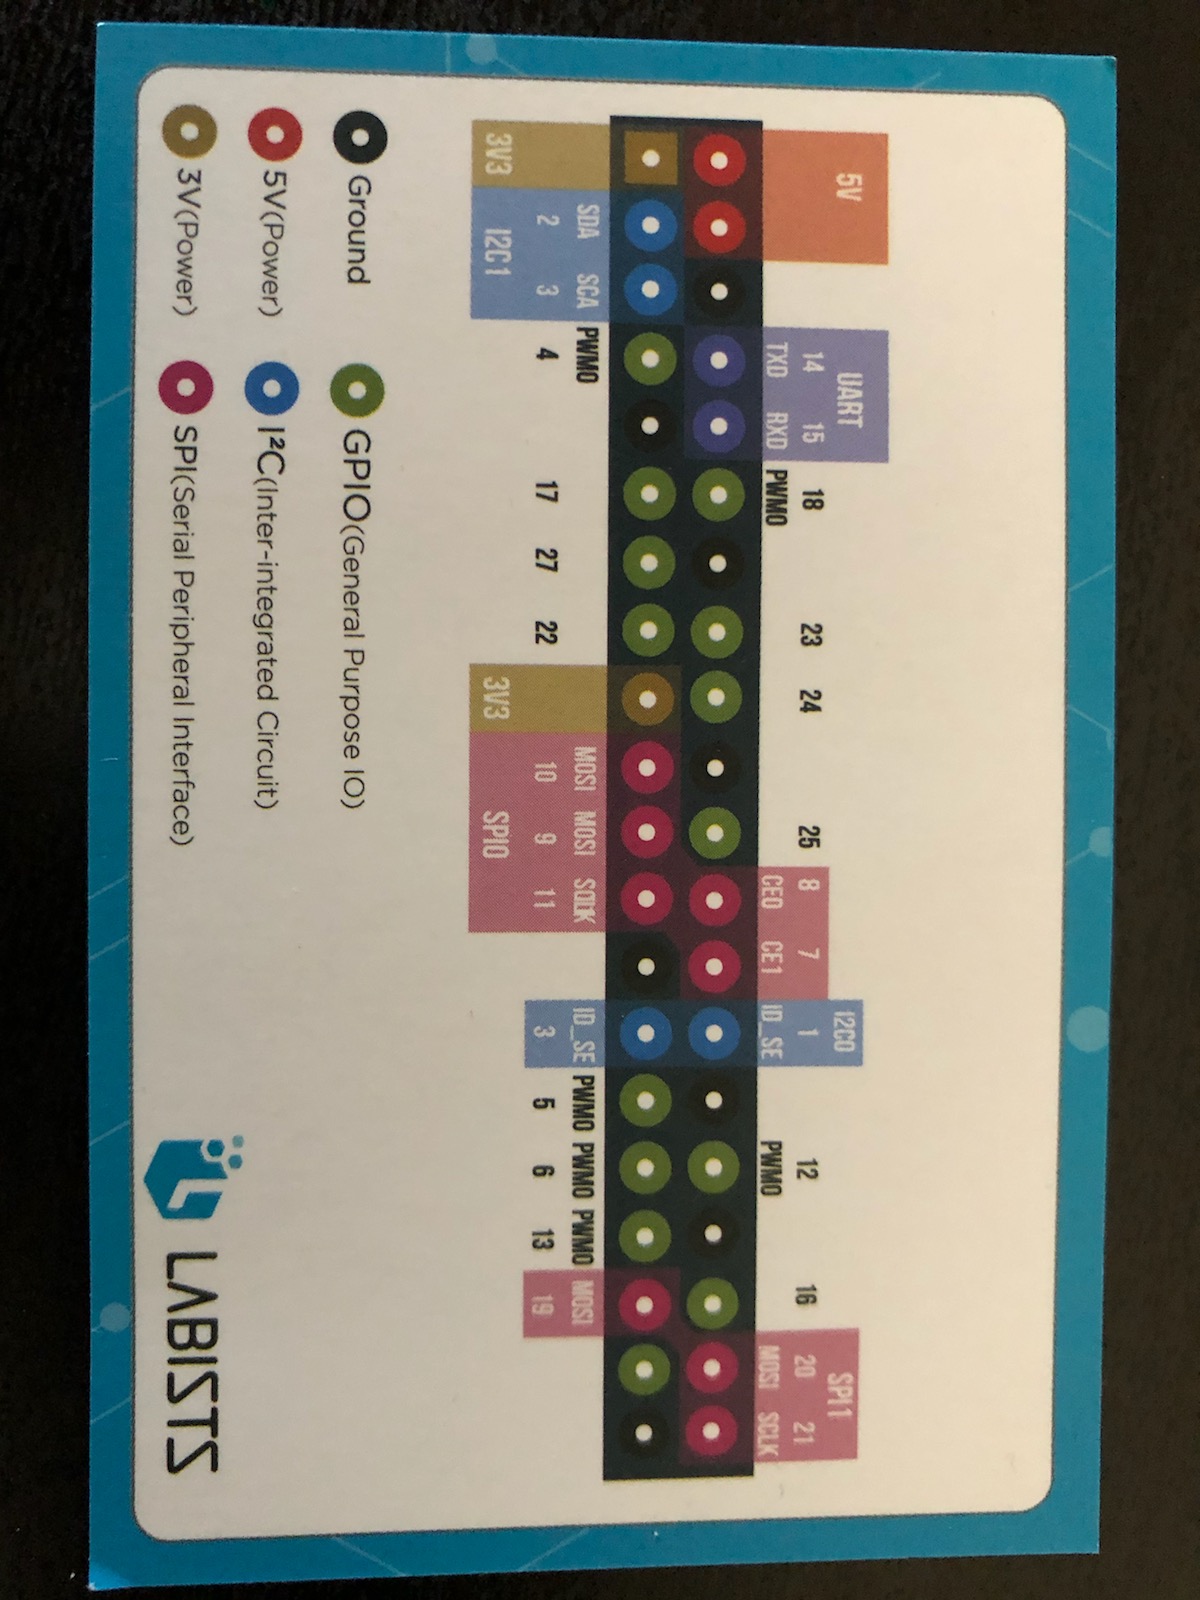 5V
UART
14 15 18 23 24 25 8 7 1 I2C0 12 16 20 21 SPI1
TXD RXD PWM0 CE0 CE1 ID_SE PWM0 MOSI SCLK
SDA SCA PWM0 MOSI MOSI SQLK ID_SE PWM0 PWM0 PWM0 MOSI
2 3 4 17 27 22 10 9 11 3 5 6 13 19
3V3 I2C1 3V3 SPI0
Ground GPIO(General Purpose IO)
5V(Power) I²C(Inter-integrated Circuit)
3V(Power) SPI(Serial Peripheral Interface)
LABISTS